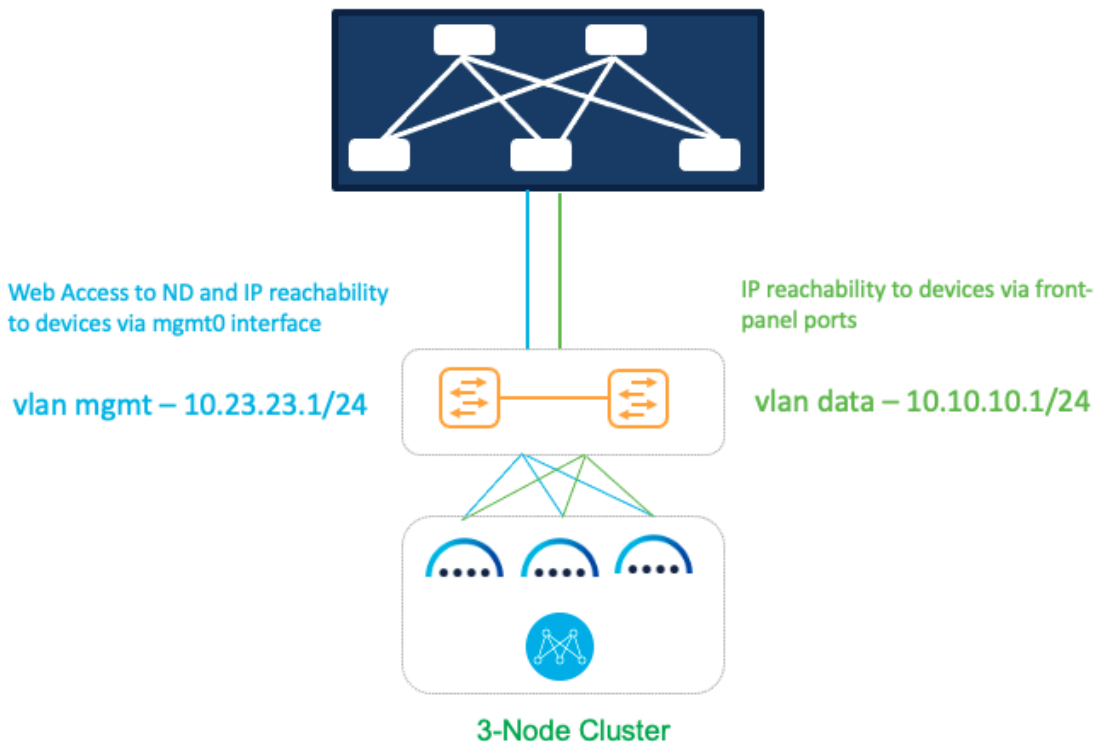 Web Access to ND and IP reachability
to devices via mgmt0 interface
IP reachability to devices via front-
panel ports
vlan mgmt – 10.23.23.1/24
vlan data – 10.10.10.1/24
3-Node Cluster